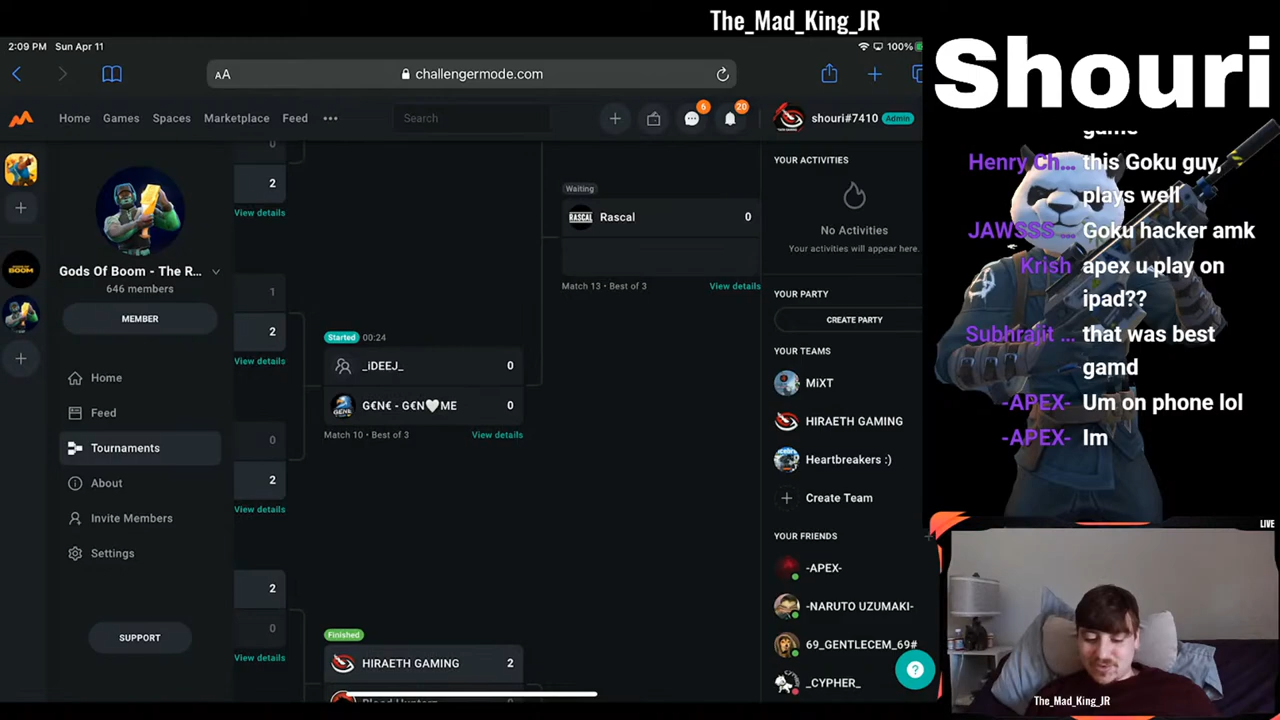 The_Mad_King_JR
2:09 PM Sun Apr 11
100%
AA
challengermode.com
Home Games Spaces Marketplace Feed
Search
6
20
shouri#7410 Admin
Gods Of Boom - The R...
646 members
MEMBER
Home
Feed
Tournaments
About
Invite Members
Settings
SUPPORT
0
2
View details
1
2
View details
0
2
View details
2
0
View details
Started 00:24
_iDEEJ_ 0
G€N€ - G€N🤍ME 0
Match 10 • Best of 3 View details
Finished
HIRAETH GAMING 2
Waiting
RASCAL Rascal 0
Match 13 • Best of 3 View details
YOUR ACTIVITIES
No Activities
Your activities will appear here.
YOUR PARTY
CREATE PARTY
YOUR TEAMS
MiXT
HIRAETH GAMING
Heartbreakers :)
Create Team
YOUR FRIENDS
-APEX-
-NARUTO UZUMAKI-
69_GENTLECEM_69#
_CYPHER_
?
Shouri
game
Henry Ch... this Goku guy,
plays well
JAWSSS ... Goku hacker amk
Krish apex u play on
ipad??
Subhrajit ... that was best
gamd
-APEX- Um on phone lol
-APEX- Im
LIVE
The_Mad_King_JR